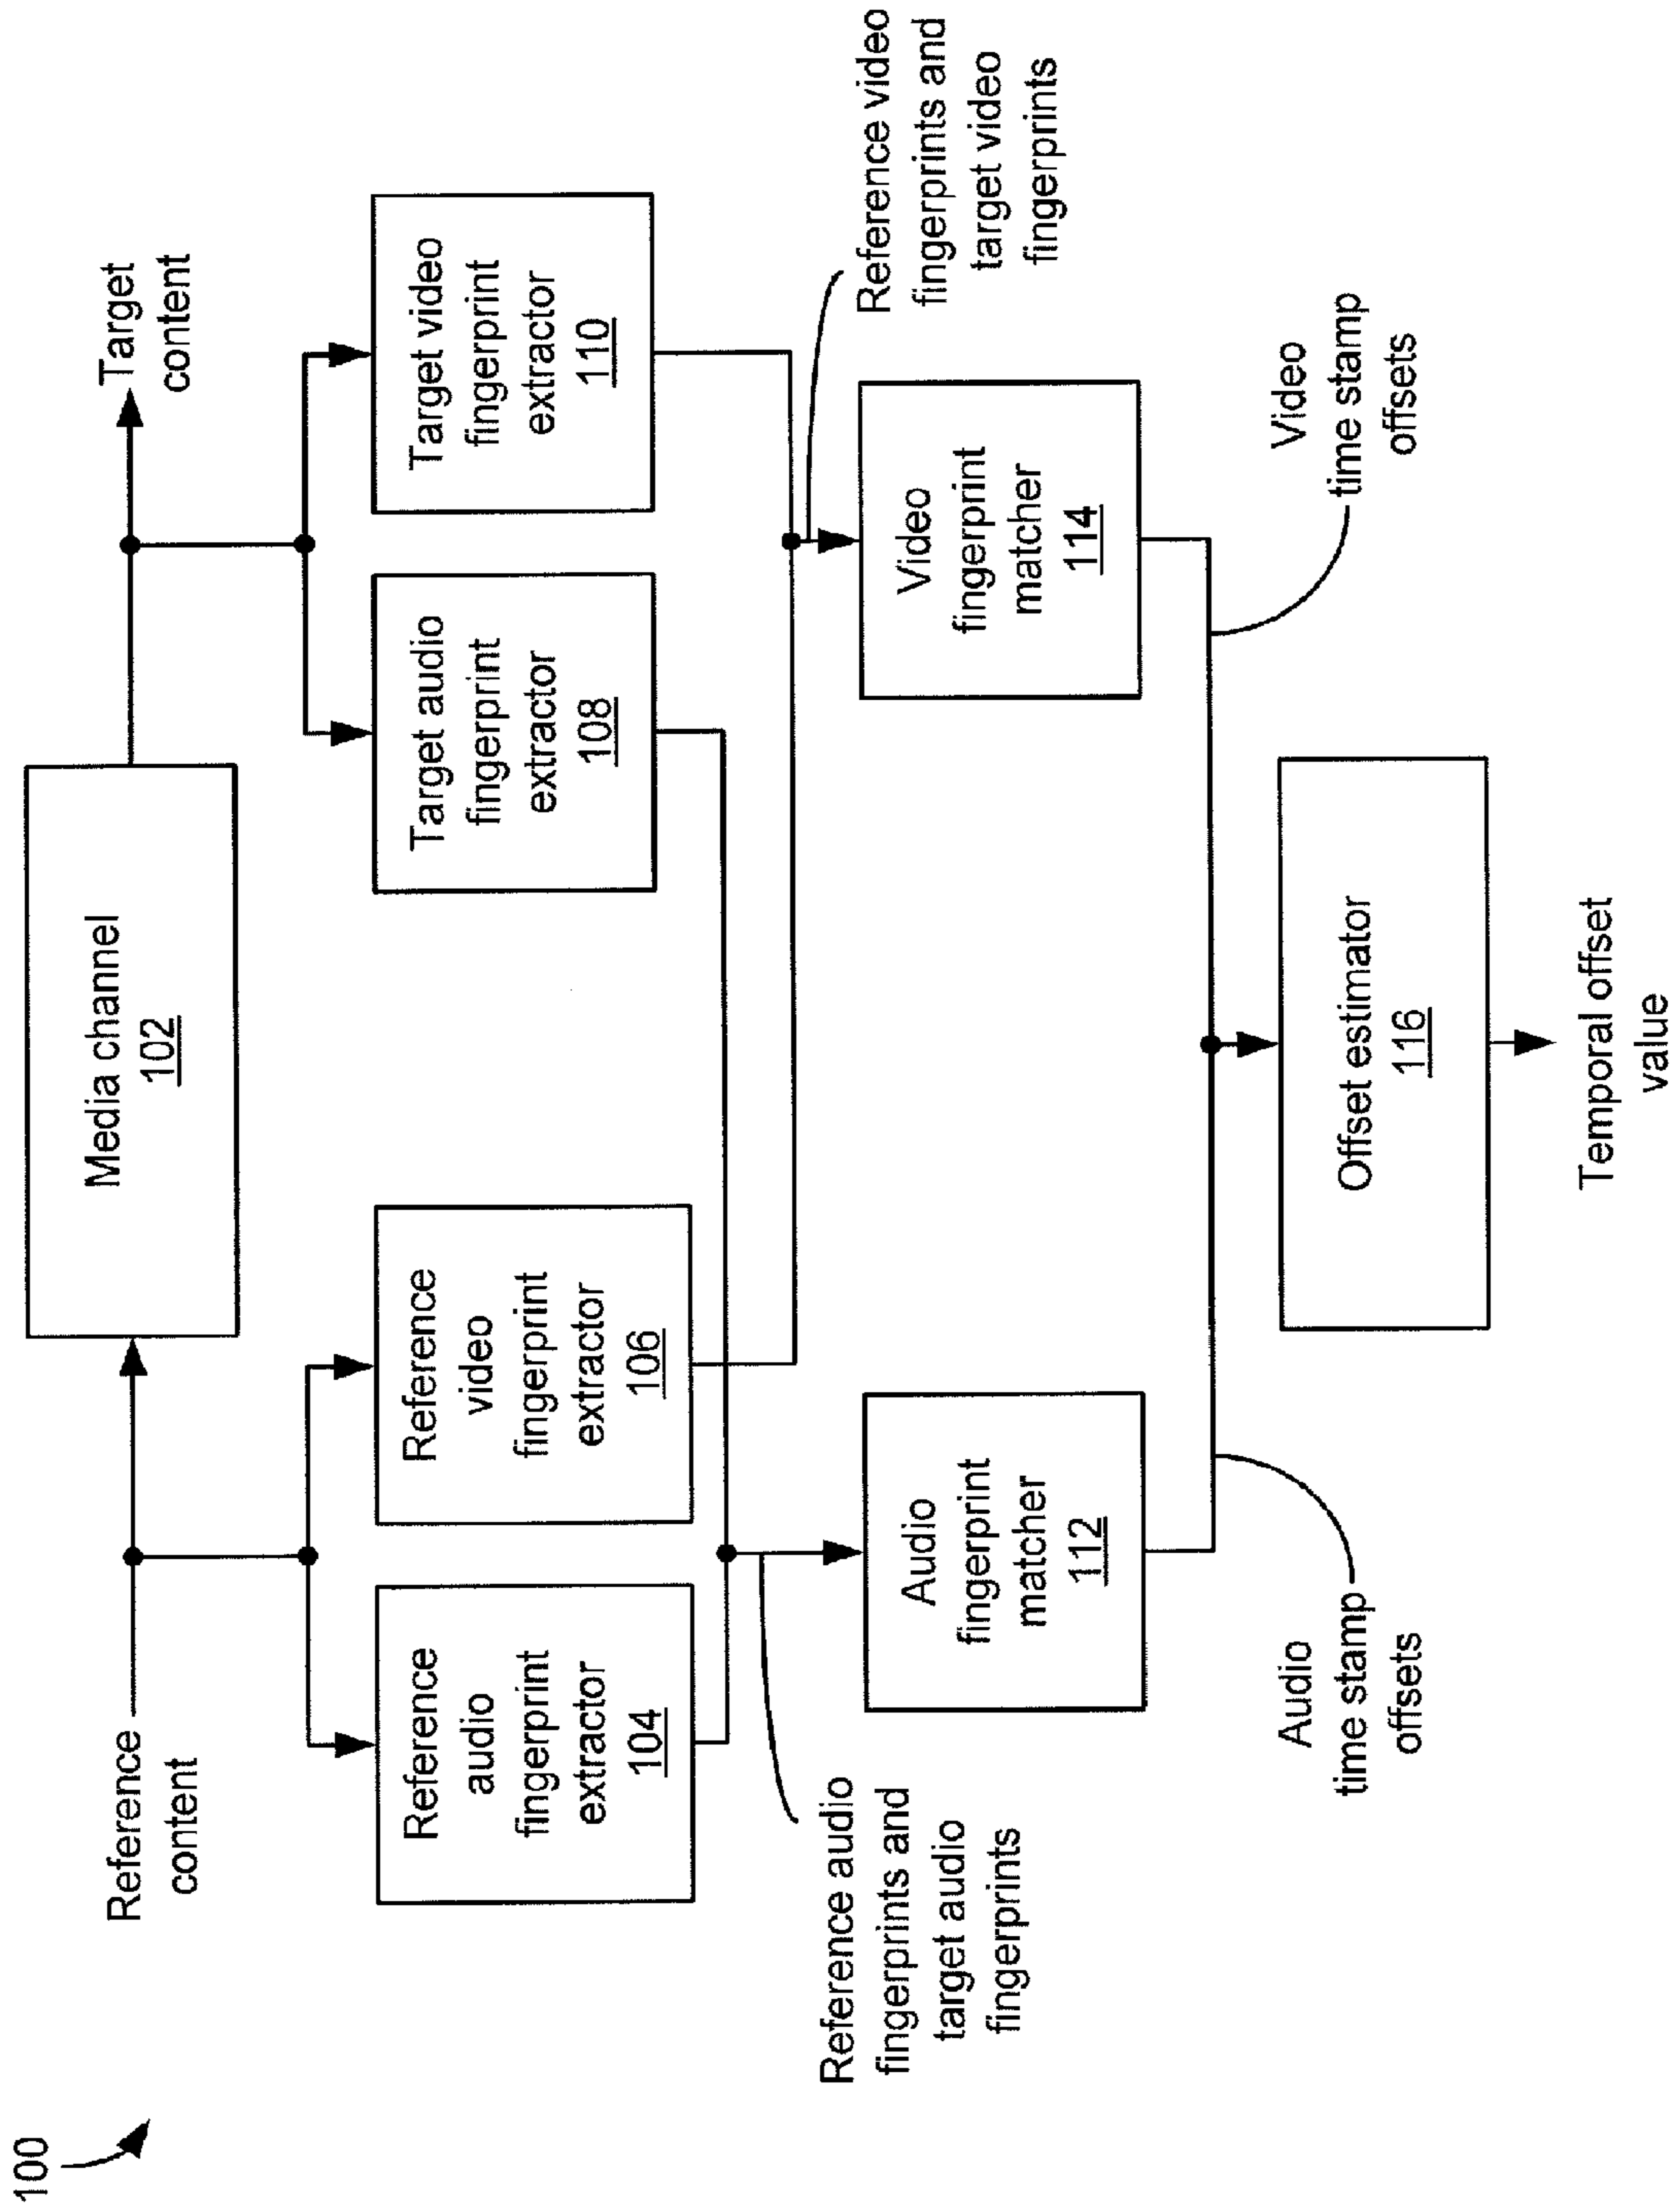 100
Reference
content
Media channel
102
Target
content
Reference
audio
fingerprint
extractor
104
Reference
video
fingerprint
extractor
106
Target audio
fingerprint
extractor
108
Target video
fingerprint
extractor
110
Reference audio
fingerprints and
target audio
fingerprints
Reference video
fingerprints and
target video
fingerprints
Audio
fingerprint
matcher
112
Video
fingerprint
matcher
114
Audio
time stamp
offsets
Video
time stamp
offsets
Offset estimator
116
Temporal offset
value